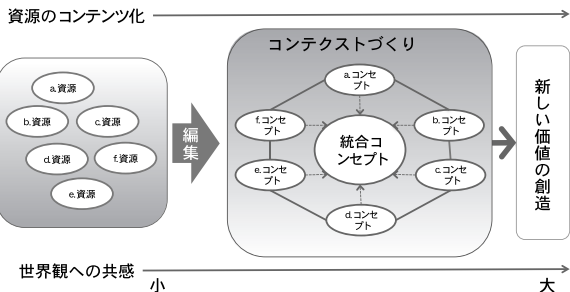 資源のコンテンツ化
コンテクストづくり
a.資源
b.資源
c.資源
d.資源
f.資源
e.資源
編集
a.コンセ
プト
f.コンセ
プト
b.コンセ
プト
統合コ
ンセプト
e.コンセ
プト
c.コンセ
プト
d.コンセ
プト
新しい価値の創造
世界観への共感
小
大